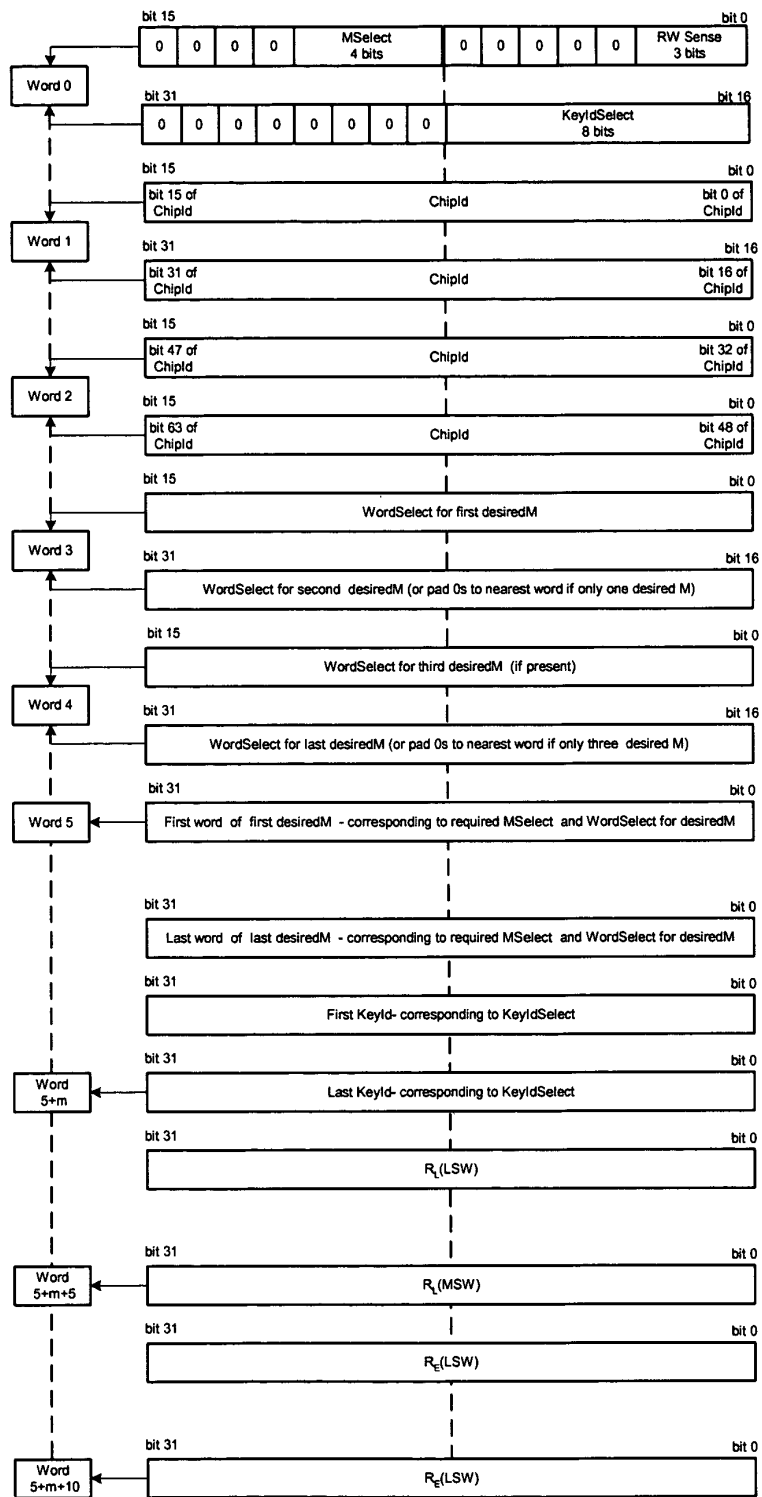 bit 15
bit 0
0 0 0 0 MSelect 4 bits 0 0 0 0 0 RW Sense 3 bits
Word 0
bit 31
bit 16
0 0 0 0 0 0 0 0 KeyIdSelect 8 bits
bit 15
bit 0
bit 15 of ChipId
ChipId
bit 0 of ChipId
Word 1
bit 31
bit 16
bit 31 of ChipId
ChipId
bit 16 of ChipId
bit 15
bit 0
bit 47 of ChipId
ChipId
bit 32 of ChipId
Word 2
bit 15
bit 0
bit 63 of ChipId
ChipId
bit 48 of ChipId
bit 15
bit 0
WordSelect for first desiredM
Word 3
bit 31
bit 16
WordSelect for second desiredM (or pad 0s to nearest word if only one desired M)
bit 15
bit 0
WordSelect for third desiredM (if present)
Word 4
bit 31
bit 16
WordSelect for last desiredM (or pad 0s to nearest word if only three desired M)
bit 31
bit 0
Word 5
First word of first desiredM - corresponding to required MSelect and WordSelect for desiredM
bit 31
bit 0
Last word of last desiredM - corresponding to required MSelect and WordSelect for desiredM
bit 31
bit 0
First KeyId- corresponding to KeyIdSelect
bit 31
bit 0
Word 5+m
Last KeyId- corresponding to KeyIdSelect
bit 31
bit 0
RL(LSW)
bit 31
bit 0
Word 5+m+5
RL(MSW)
bit 31
bit 0
RE(LSW)
bit 31
bit 0
Word 5+m+10
RE(LSW)